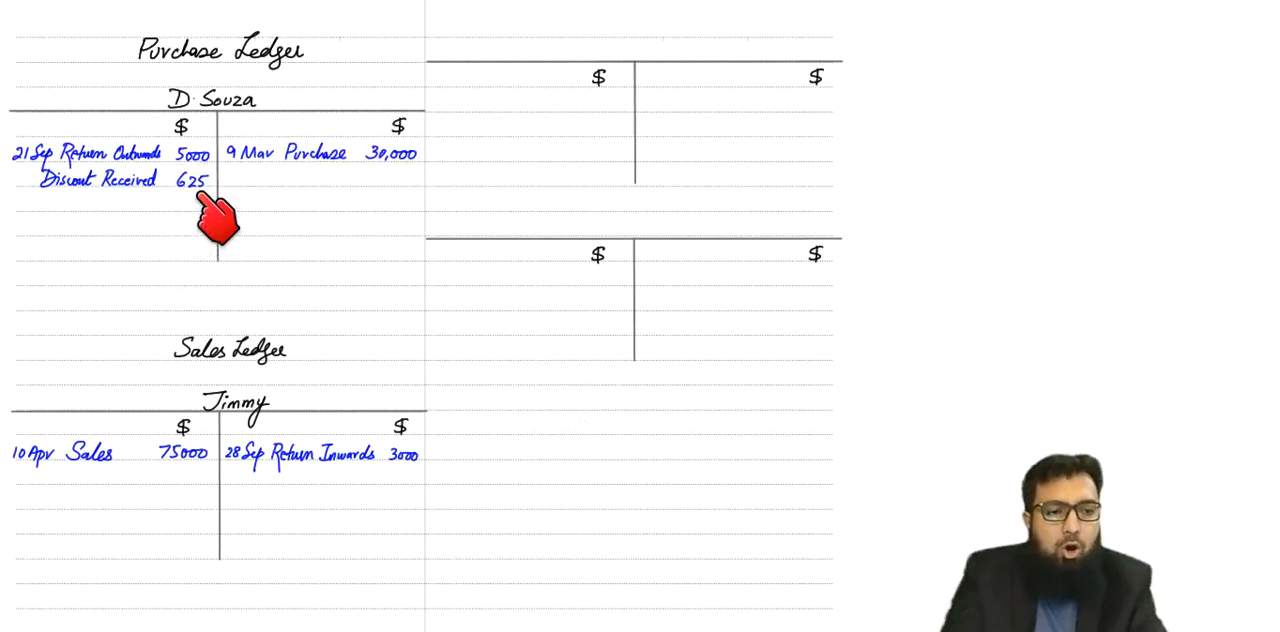 Purchase Ledger
D. Souza
$ $
21 Sep Return Outwards 5000 9 Mar Purchase 30,000
Discout Received 625
Sales Ledger
Jimmy
$ $
10 Apr Sales 75000 28 Sep Return Inwards 3000
$ $
$ $